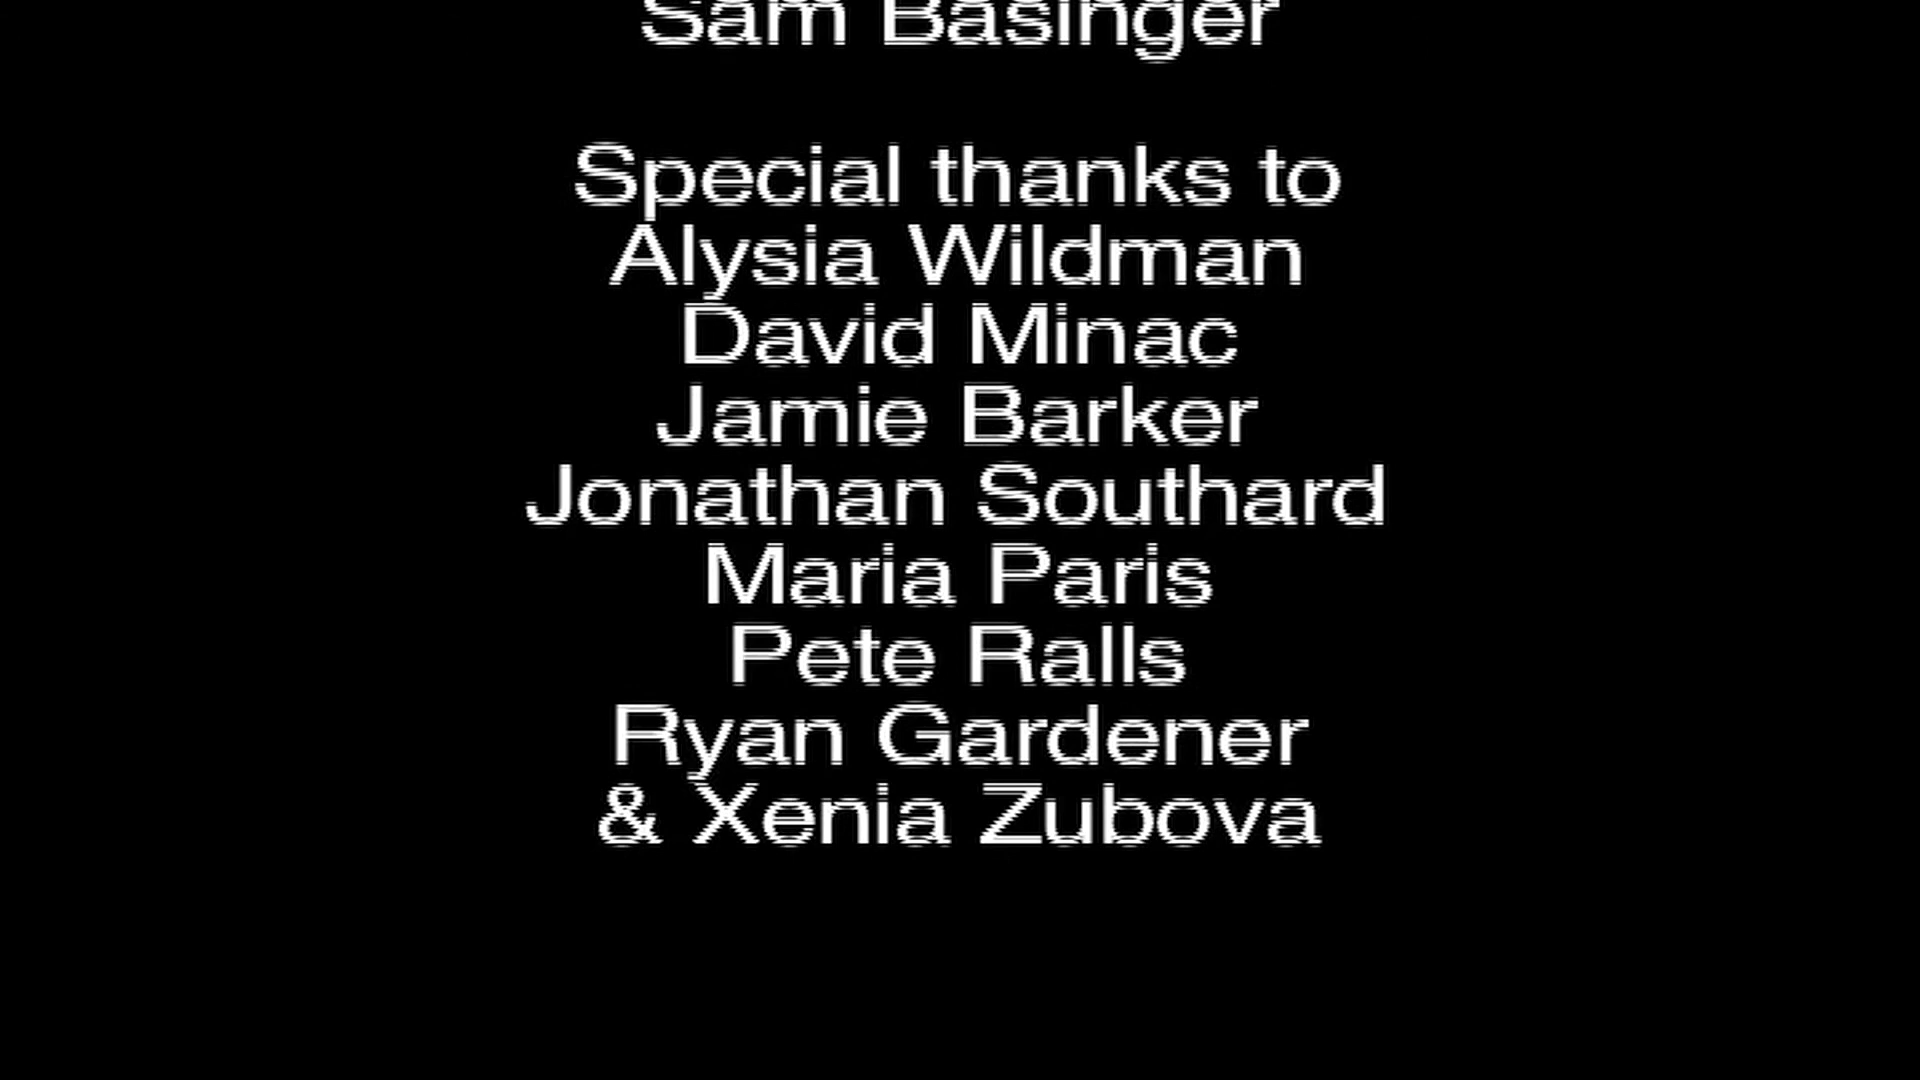 Sam Basinger
Special thanks to
Alysia Wildman
David Minac
Jamie Barker
Jonathan Southard
Maria Paris
Pete Ralls
Ryan Gardener
& Xenia Zubova